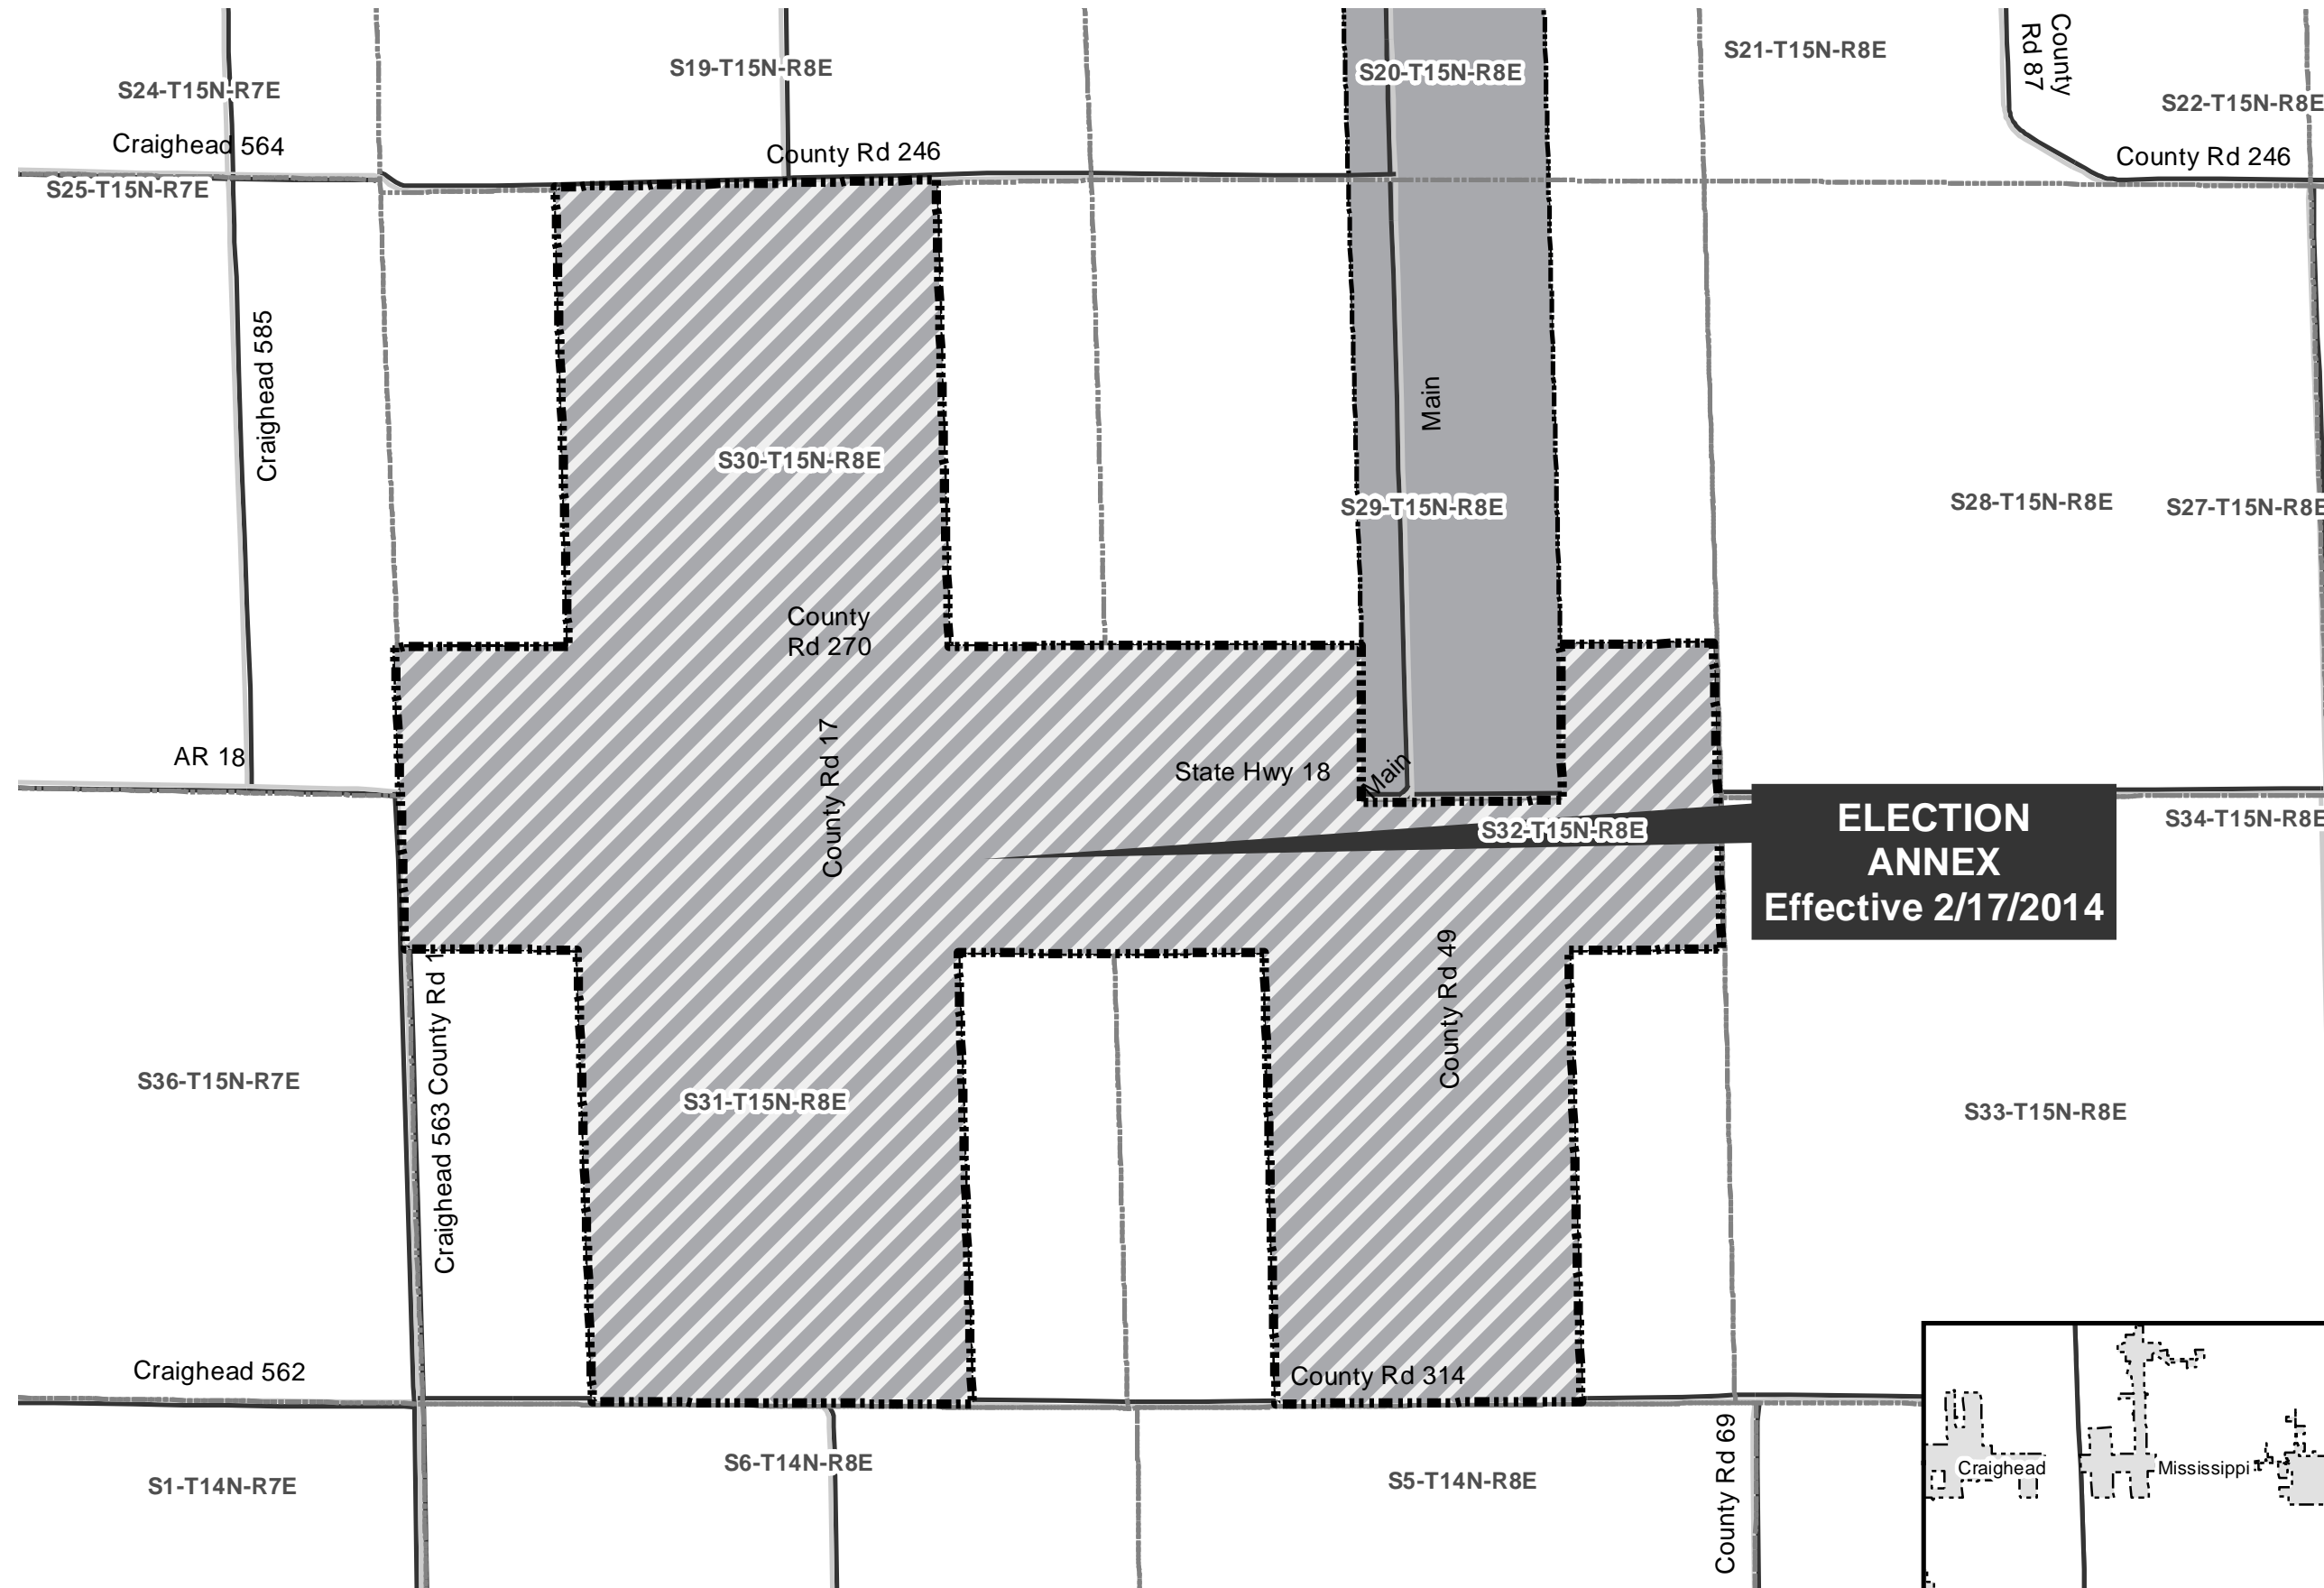 County
Rd 87
S21-T15N-R8E
S19-T15N-R8E
S20-T15N-R8E
S24-T15N-R7E
S22-T15N-R8E
Craighead 564
County Rd 246
County Rd 246
S25-T15N-R7E
Craighead 585
Main
S30-T15N-R8E
S29-T15N-R8E
S28-T15N-R8E
S27-T15N-R8E
County
Rd 270
County Rd 17
AR 18
State Hwy 18
Main
S32-T15N-R8E
ELECTION
ANNEX
Effective 2/17/2014
S34-T15N-R8E
County Rd 49
Craighead 563 County Rd 1
S36-T15N-R7E
S31-T15N-R8E
S33-T15N-R8E
Craighead 562
County Rd 314
County Rd 69
S6-T14N-R8E
S1-T14N-R7E
S5-T14N-R8E
Craighead
Mississippi